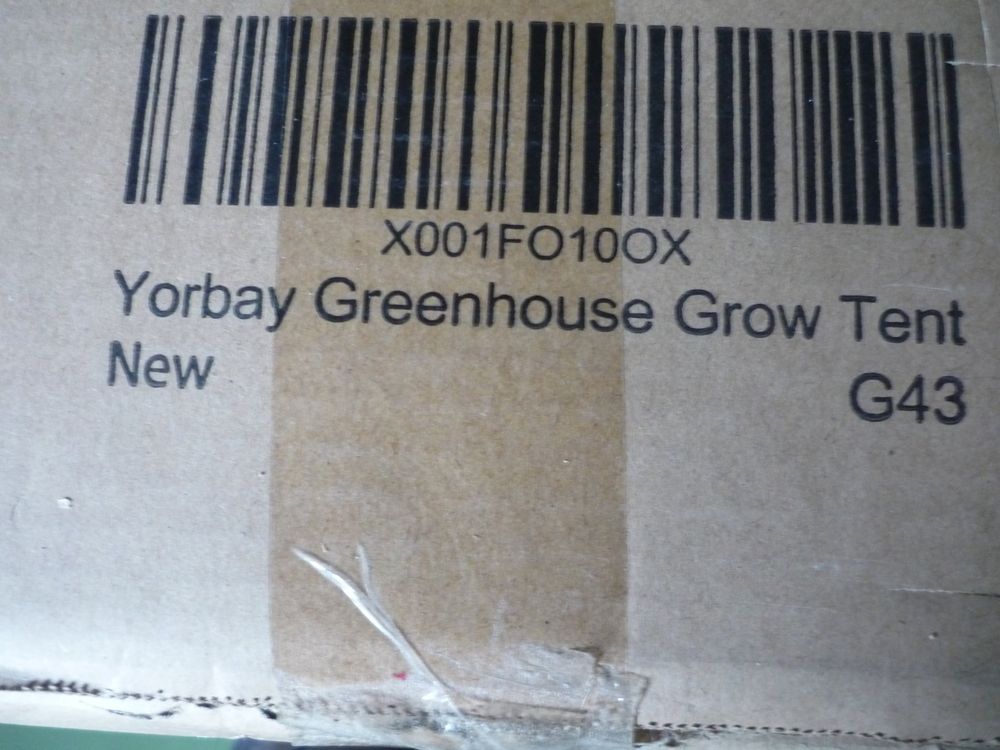 X001FO10OX
Yorbay Greenhouse Grow Tent
New
G43